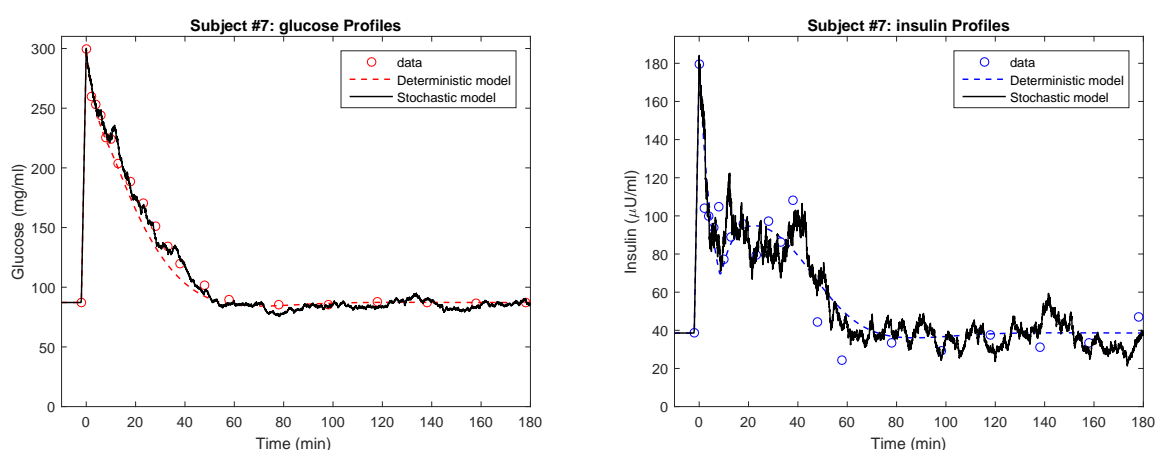 Subject #7: glucose Profiles
300
250
200
150
100
50
0
Glucose (mg/ml)
data
Deterministic model
Stochastic model
0 20 40 60 80 100 120 140 160 180
Time (min)
Subject #7: insulin Profiles
180
160
140
120
100
80
60
40
20
0
Insulin (μU/ml)
data
Deterministic model
Stochastic model
0 20 40 60 80 100 120 140 160 180
Time (min)